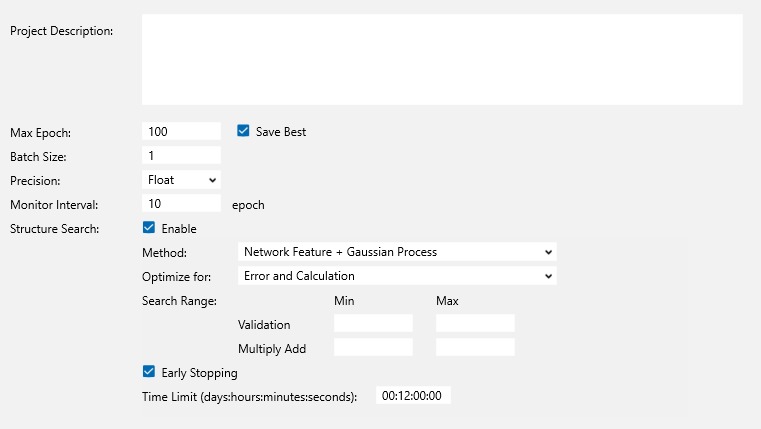 Project Description:
Max Epoch: 100 Save Best
Batch Size: 1
Precision: Float
Monitor Interval: 10 epoch
Structure Search: Enable
Method: Network Feature + Gaussian Process
Optimize for: Error and Calculation
Search Range: Min Max
Validation
Multiply Add
Early Stopping
Time Limit (days:hours:minutes:seconds): 00:12:00:00